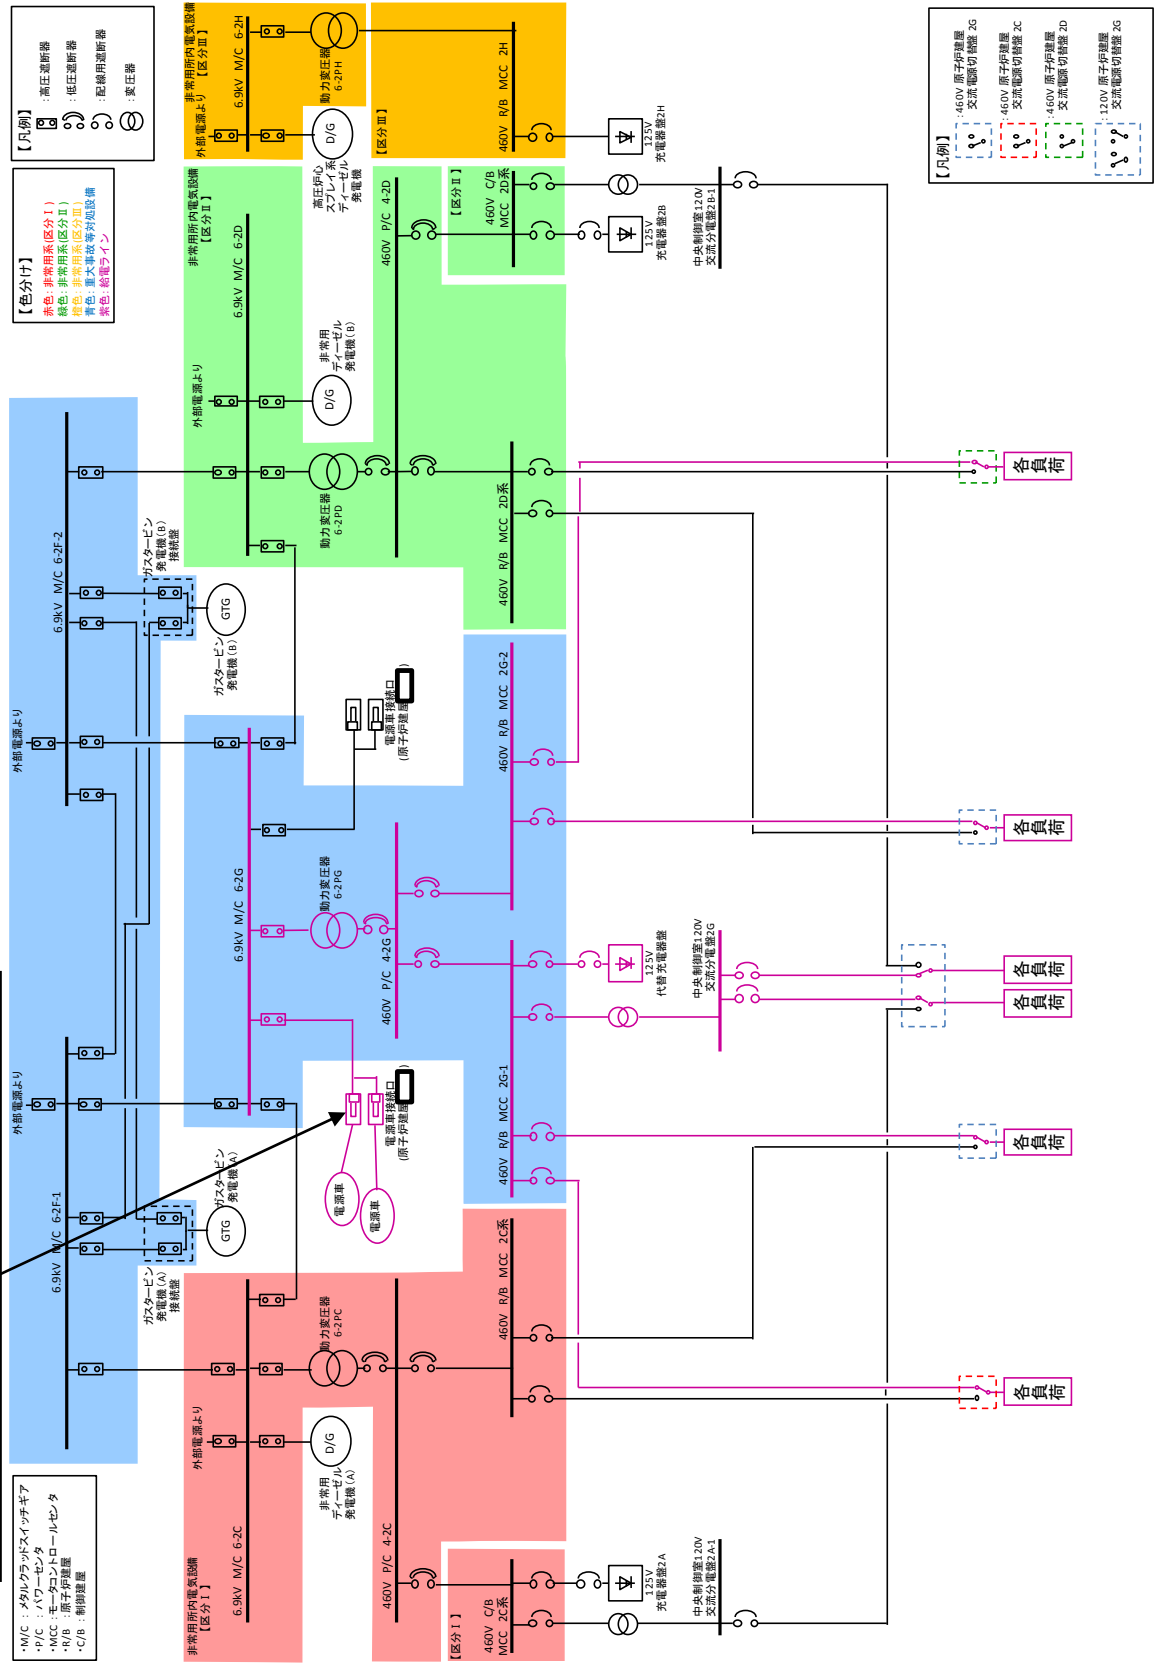 ・M/C ：メタルクラッドスイッチギア
・P/C ：パワーセンタ
・MCC：モータコントロールセンタ
・R/B ：原子炉建屋
・C/B ：制御建屋
【色分け】
赤色：非常用系(区分Ⅰ)
緑色：非常用系(区分Ⅱ)
橙色：非常用系(区分Ⅲ)
青色：重大事故等対処設備
紫色：給電ライン
【凡例】
：高圧遮断器
：低圧遮断器
：配線用遮断器
：変圧器
外部電源より
6.9kV M/C 6-2F-1
外部電源より
6.9kV M/C 6-2F-2
ガスタービン
発電機(A)
接続盤
GTG
ガスタービン
発電機(A)
ガスタービン
発電機(B)
接続盤
GTG
ガスタービン
発電機(B)
非常用所内電気設備
【区分Ⅰ】
外部電源より
6.9kV M/C 6-2C
非常用
ディーゼル
発電機(A)
D/G
動力変圧器
6-2PC
460V P/C 4-2C
【区分Ⅰ】
460V C/B
MCC 2C系
460V R/B MCC 2C系
電源車
電源車
電源車接続口
(原子炉建屋
)
6.9kV M/C 6-2G
動力変圧器
6-2PG
460V P/C 4-2G
電源車接続口
(原子炉建屋
)
460V R/B MCC 2G-1
460V R/B MCC 2G-2
非常用所内電気設備
【区分Ⅱ】
外部電源より
6.9kV M/C 6-2D
動力変圧器
6-2PD
D/G
非常用
ディーゼル
発電機(B)
460V P/C 4-2D
460V R/B MCC 2D系
【区分Ⅱ】
460V C/B
MCC 2D系
非常用所内電気設備
【区分Ⅲ】
外部電源より
6.9kV M/C 6-2H
動力変圧器
6-2PH
D/G
高圧炉心
スプレイ系
ディーゼル
発電機
【区分Ⅲ】
460V R/B MCC 2H
125V
充電器盤2A
中央制御室120V
交流分電盤2A-1
125V
代替充電器盤
中央制御室120V
交流分電盤2G
125V
充電器盤2B
中央制御室120V
交流分電盤2B-1
125V
充電器盤2H
各負荷
各負荷
各負荷
各負荷
各負荷
各負荷
【凡例】
：460V 原子炉建屋
交流電源切替盤 2G
：460V 原子炉建屋
交流電源切替盤 2C
：460V 原子炉建屋
交流電源切替盤 2D
：120V 原子炉建屋
交流電源切替盤 2G